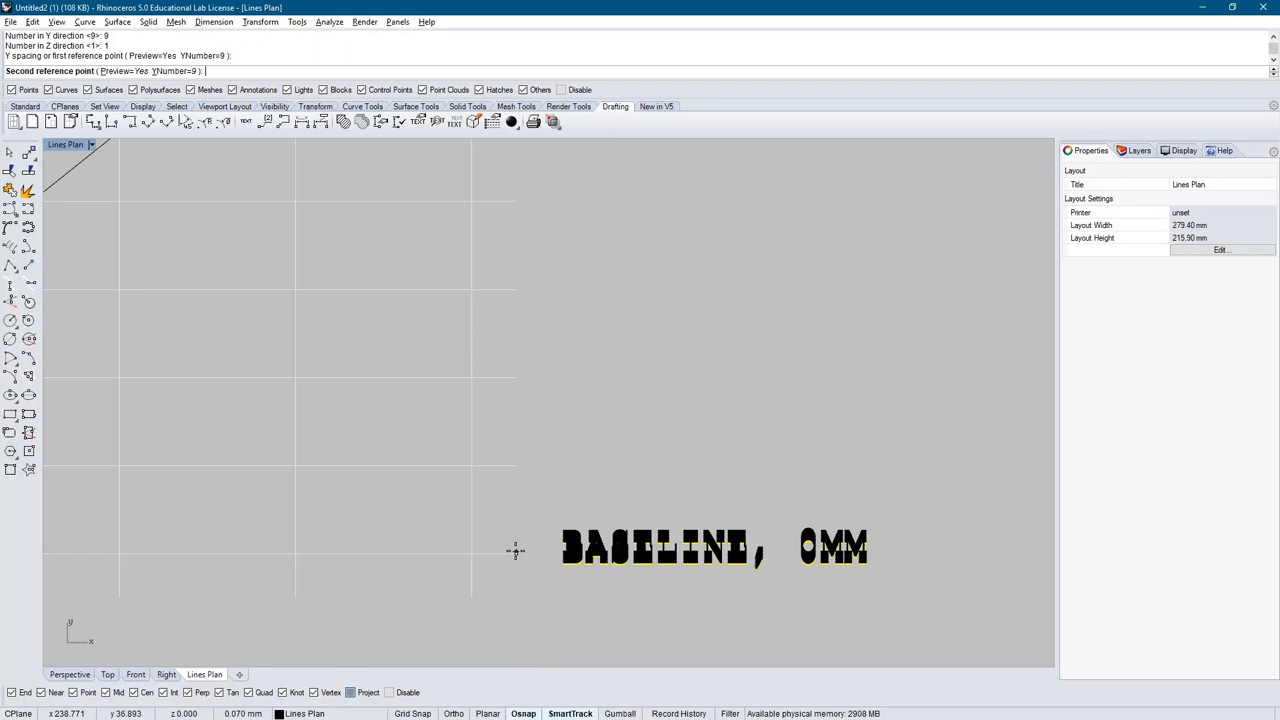 Untitled2 (1) (108 KB) - Rhinoceros 5.0 Educational Lab License - [Lines Plan]
File Edit View Curve Surface Solid Mesh Dimension Transform Tools Analyze Render Panels Help
Number in Y direction <9>: 9
Number in Z direction <1>: 1
Y spacing or first reference point ( Preview=Yes YNumber=9 ):
Second reference point ( Preview=Yes YNumber=9 ):
Points Curves Surfaces Polysurfaces Meshes Annotations Lights Blocks Control Points Point Clouds Hatches Others Disable
Standard CPlanes Set View Display Select Viewport Layout Visibility Transform Curve Tools Surface Tools Solid Tools Mesh Tools Render Tools Drafting New in V5
Lines Plan
Properties Layers Display Help
Layout
Title Lines Plan
Layout Settings
Printer unset
Layout Width 279.40 mm
Layout Height 215.90 mm
Edit...
BASELINE, 0MM
y
x
Perspective Top Front Right Lines Plan
End Near Point Mid Cen Int Perp Tan Quad Knot Vertex Project Disable
CPlane x 238.771 y 36.893 z 0.000 0.070 mm Lines Plan Grid Snap Ortho Planar Osnap SmartTrack Gumball Record History Filter Available physical memory: 2908 MB